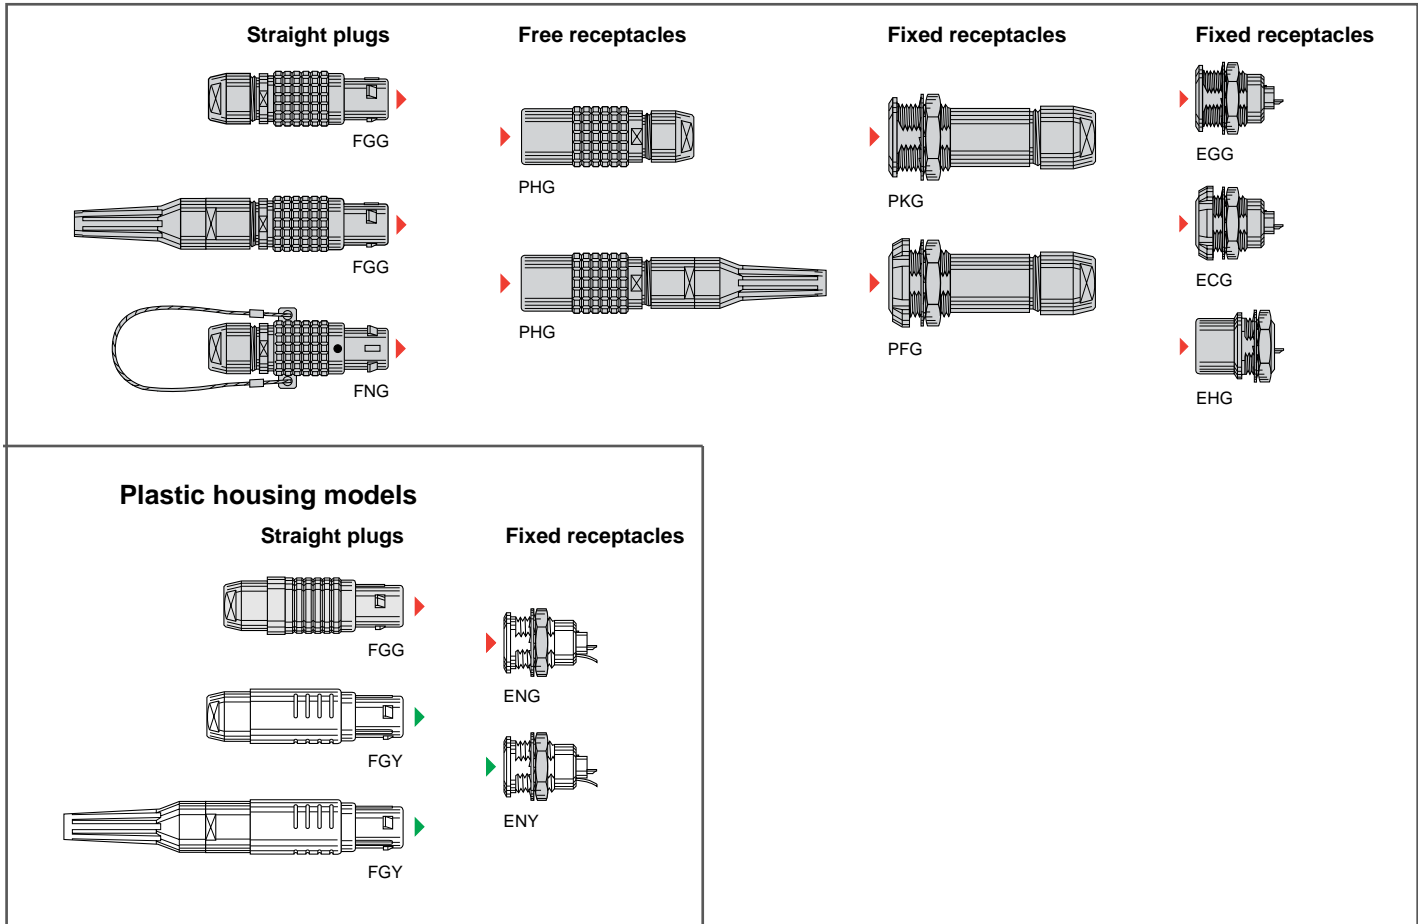 Straight plugs
Free receptacles
Fixed receptacles
Fixed receptacles
FGG
FGG
FNG
PHG
PHG
PKG
PFG
EGG
ECG
EHG
Plastic housing models
Straight plugs
Fixed receptacles
FGG
FGY
FGY
ENG
ENY